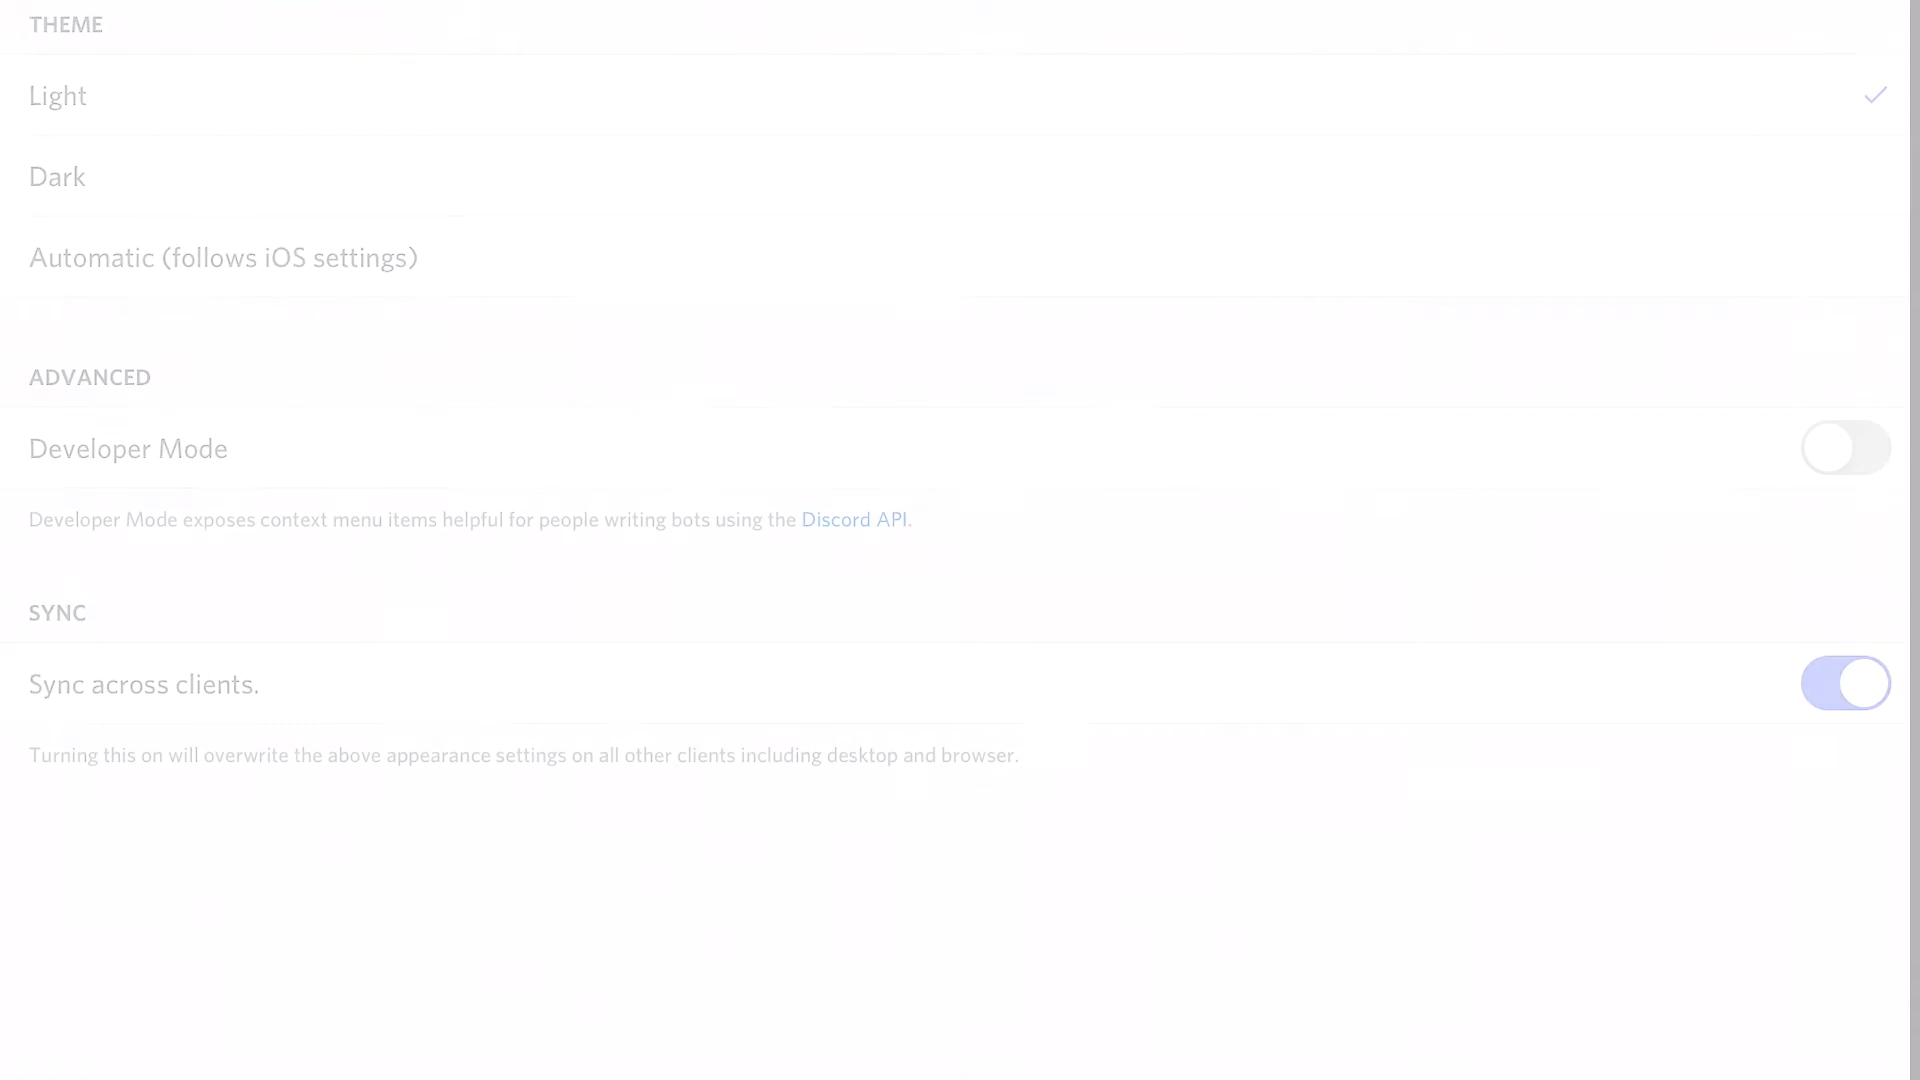 THEME
Light
Dark
Automatic (follows iOS settings)
ADVANCED
Developer Mode
Developer Mode exposes context menu items helpful for people writing bots using the Discord API.
SYNC
Sync across clients.
Turning this on will overwrite the above appearance settings on all other clients including desktop and browser.